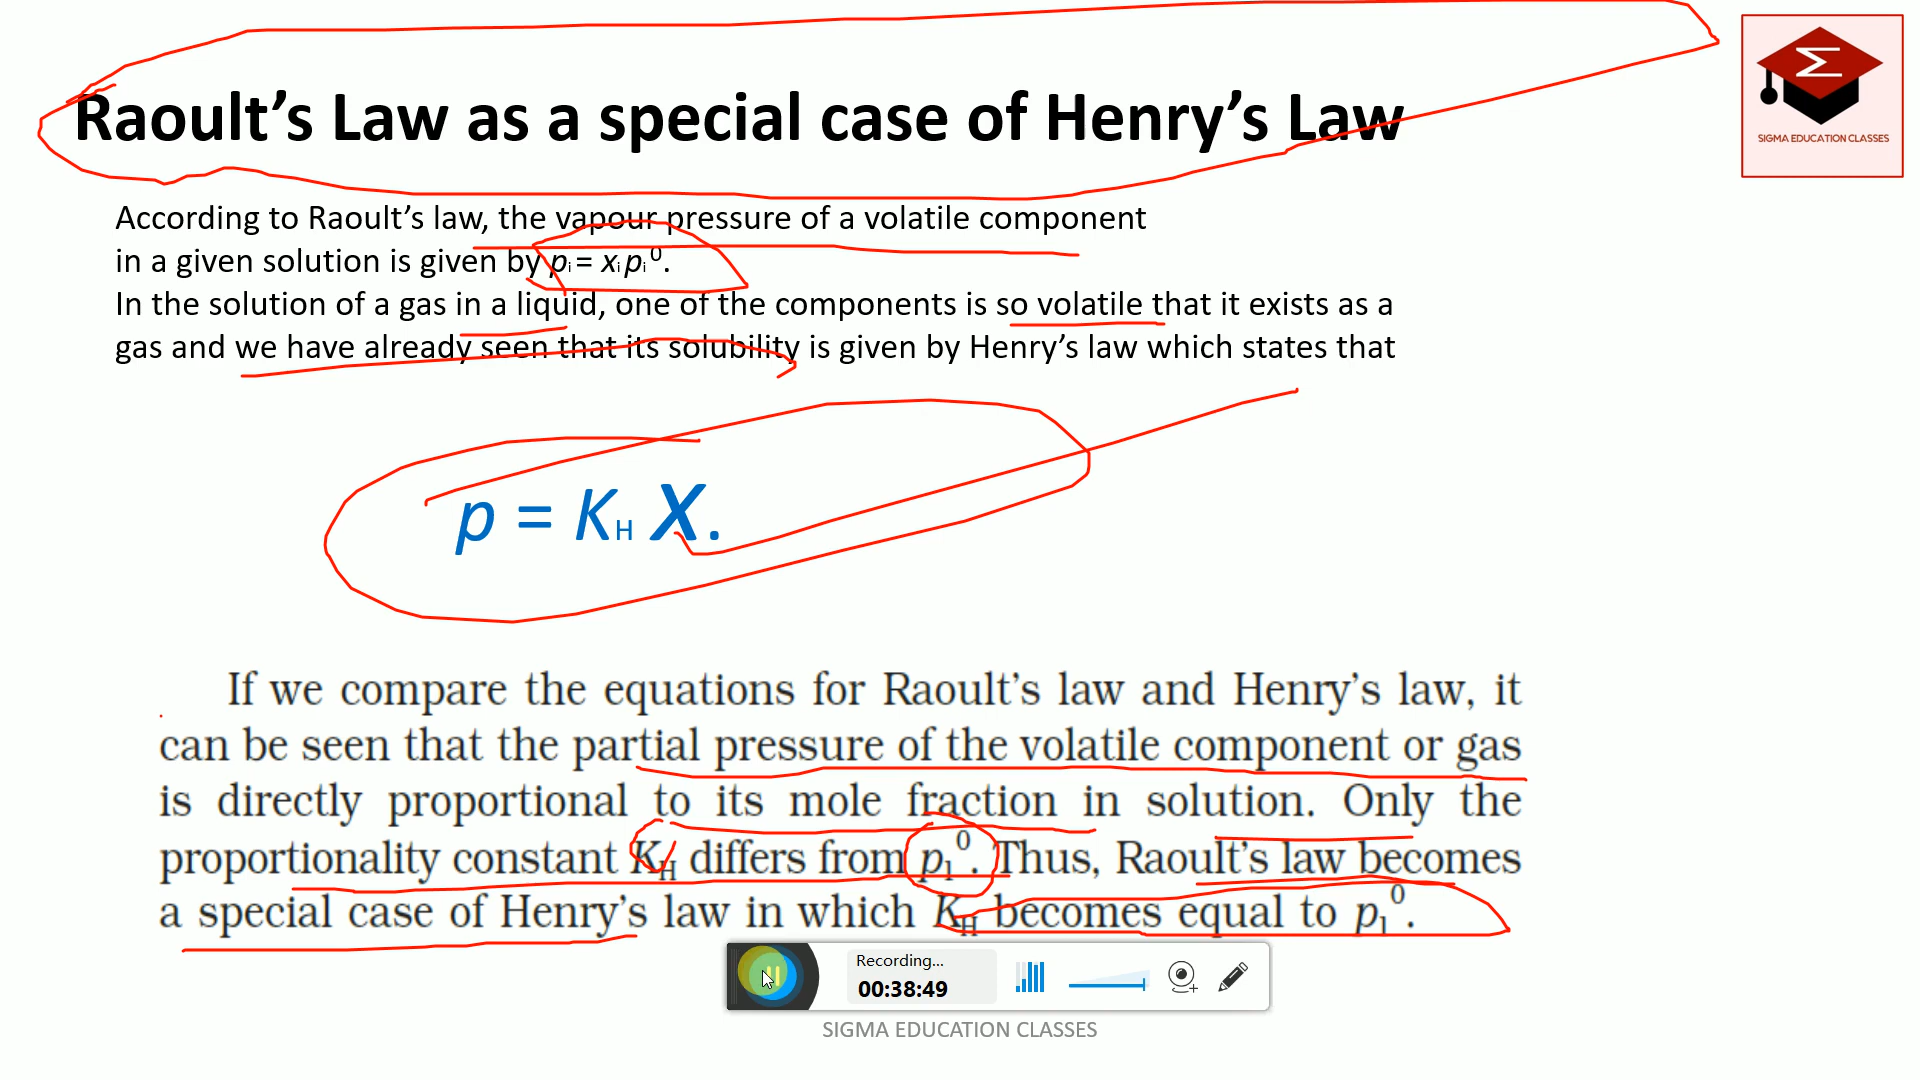 Raoult’s Law as a special case of Henry’s Law
Σ
SIGMA EDUCATION CLASSES
According to Raoult’s law, the vapour pressure of a volatile component
in a given solution is given by pᵢ = xᵢ pᵢ⁰.
In the solution of a gas in a liquid, one of the components is so volatile that it exists as a
gas and we have already seen that its solubility is given by Henry’s law which states that
p = K_H X.
If we compare the equations for Raoult’s law and Henry’s law, it
can be seen that the partial pressure of the volatile component or gas
is directly proportional to its mole fraction in solution. Only the
proportionality constant K_H differs from p₁⁰. Thus, Raoult’s law becomes
a special case of Henry’s law in which K_H becomes equal to p₁⁰.
Recording...
00:38:49
SIGMA EDUCATION CLASSES